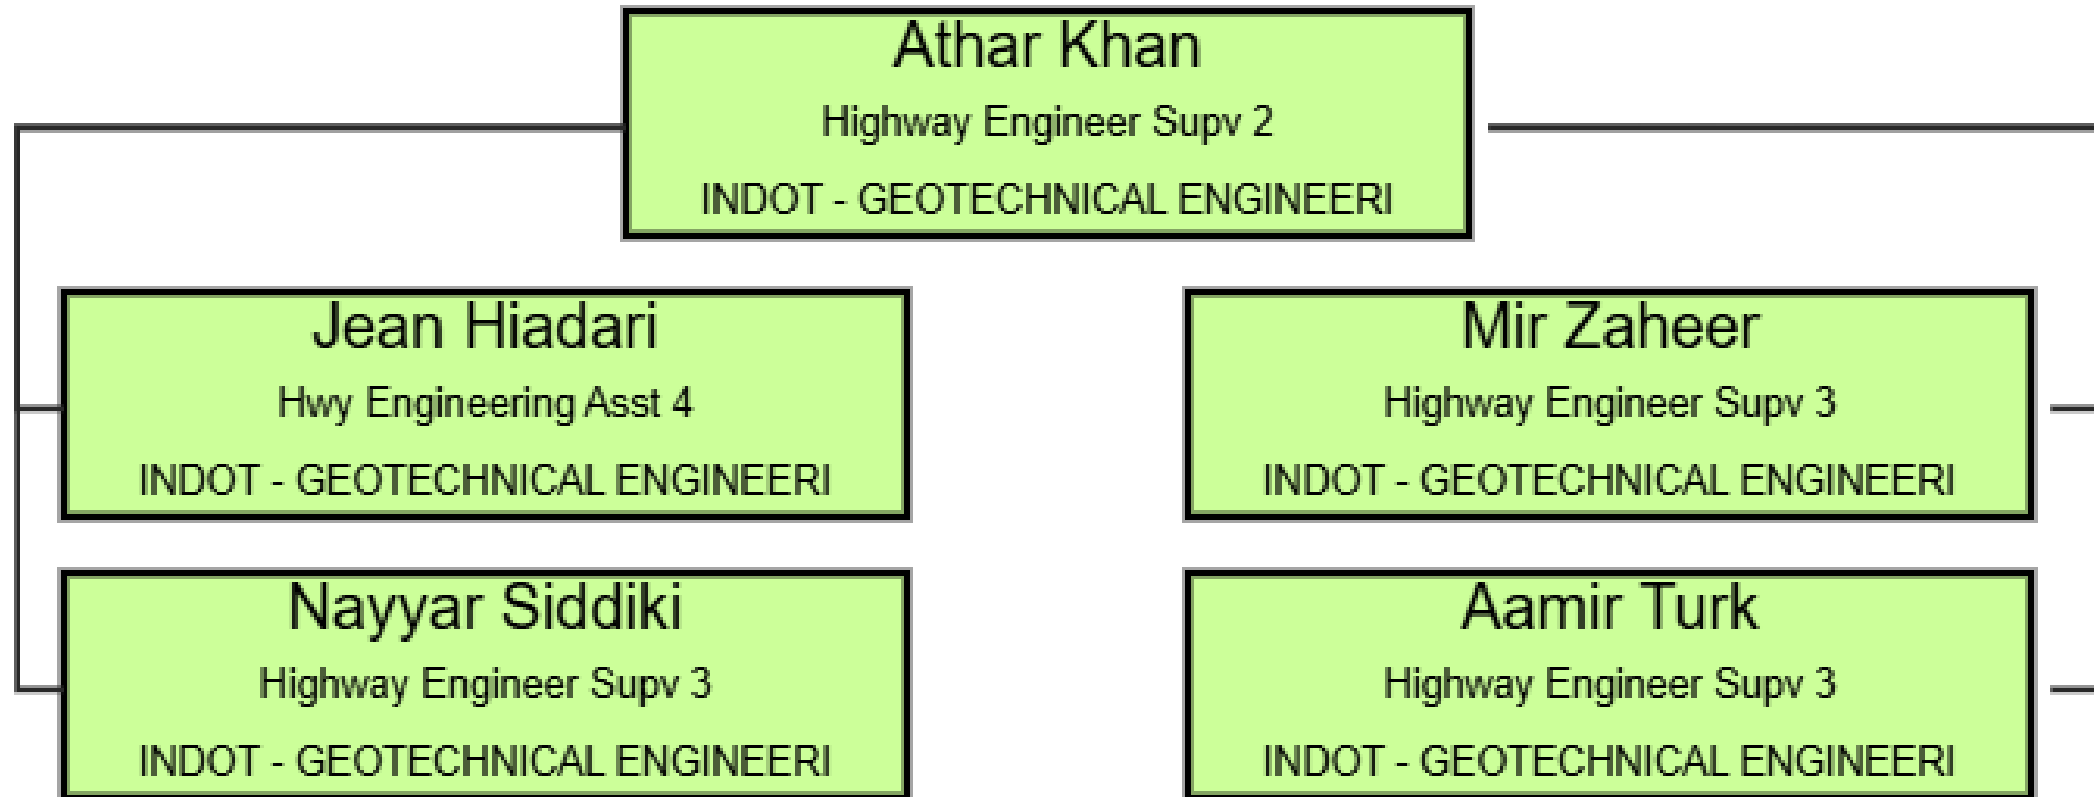 Athar Khan
Highway Engineer Supv 2
INDOT - GEOTECHNICAL ENGINEERI
Jean Hiadari
Hwy Engineering Asst 4
INDOT - GEOTECHNICAL ENGINEERI
Mir Zaheer
Highway Engineer Supv 3
INDOT - GEOTECHNICAL ENGINEERI
Nayyar Siddiki
Highway Engineer Supv 3
INDOT - GEOTECHNICAL ENGINEERI
Aamir Turk
Highway Engineer Supv 3
INDOT - GEOTECHNICAL ENGINEERI